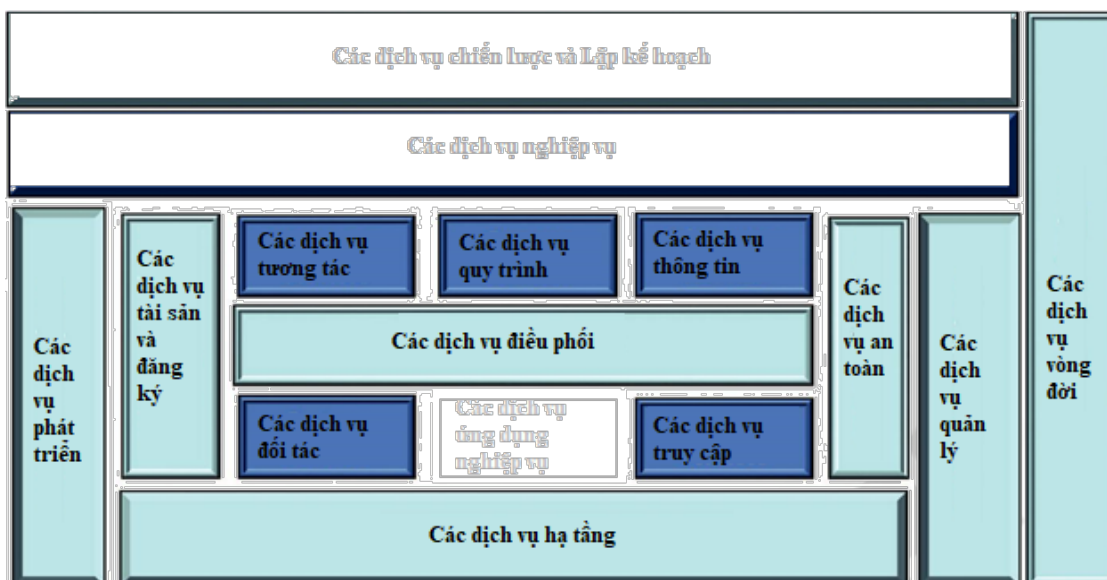 Các dịch vụ chiến lược và Lập kế hoạch
Các dịch vụ nghiệp vụ
Các
dịch
vụ
phát
triển
Các
dịch vụ
tài sản
và
đăng
ký
Các dịch vụ
tương tác
Các dịch vụ
quy trình
Các dịch vụ
thông tin
Các dịch vụ điều phối
Các dịch vụ
đối tác
Các dịch vụ
ứng dụng
nghiệp vụ
Các dịch vụ
truy cập
Các
dịch
vụ an
toàn
Các
dịch
vụ
quản
lý
Các
dịch
vụ
vòng
đời
Các dịch vụ hạ tầng